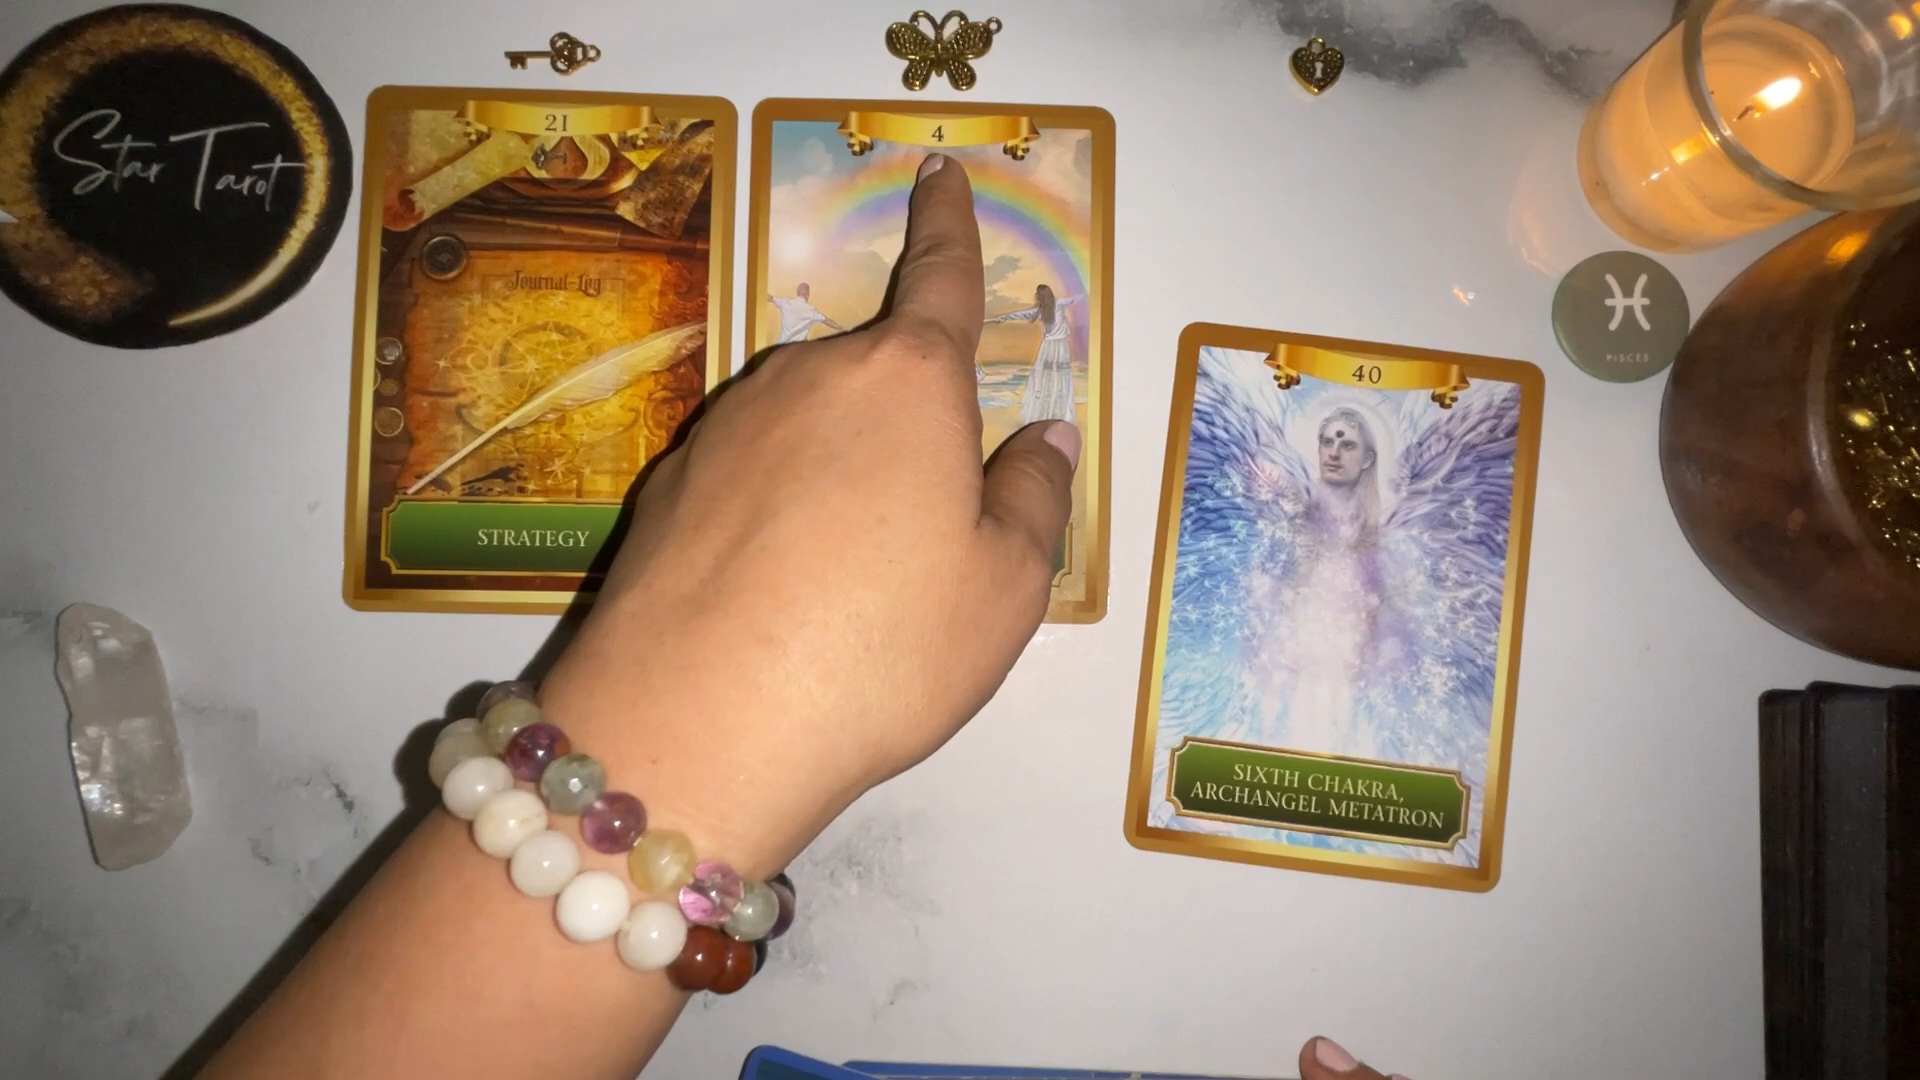 Star Tarot
21
Journal-Log
STRATEGY
4
40
SIXTH CHAKRA,
ARCHANGEL METATRON
PISCES